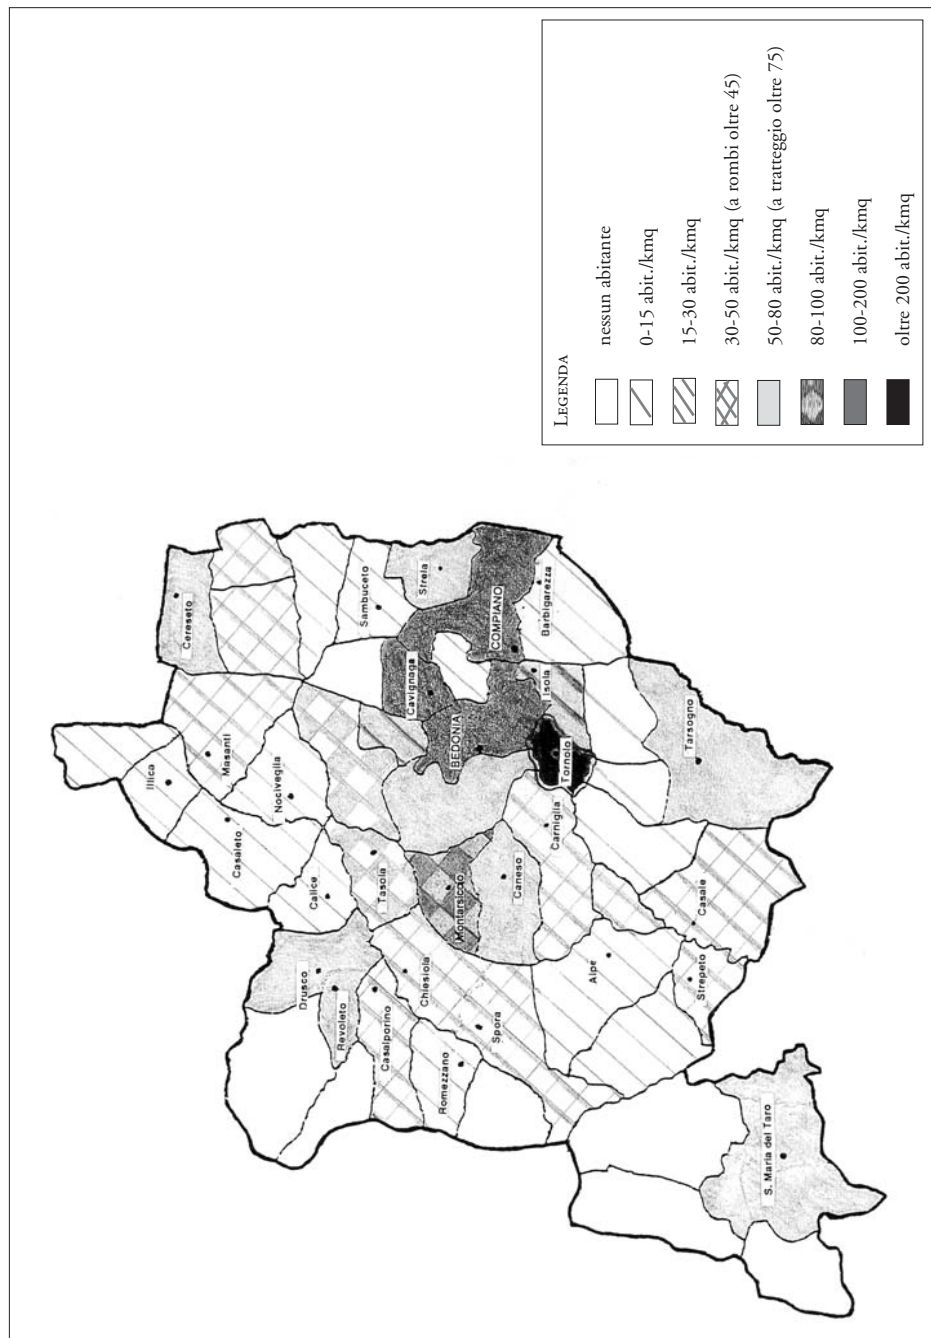 LEGENDA
nessun abitante
0-15 abit./kmq
15-30 abit./kmq
30-50 abit./kmq (a rombi oltre 45)
50-80 abit./kmq (a tratteggio oltre 75)
80-100 abit./kmq
100-200 abit./kmq
oltre 200 abit./kmq
Cereseto
Sambuceto
Strela
COMPIANO
Barbigarezza
Cavignaga
Isola
BEDONIA
Tornolo
Tarsogno
Illica
Masanti
Nociveglia
Casaleto
Calice
Tasola
Montarsiccio
Caneso
Carniglia
Casale
Drusco
Revoleto
Casalporino
Chiesiola
Romezzano
Spora
Alpe
Strepeto
S. Maria del Taro